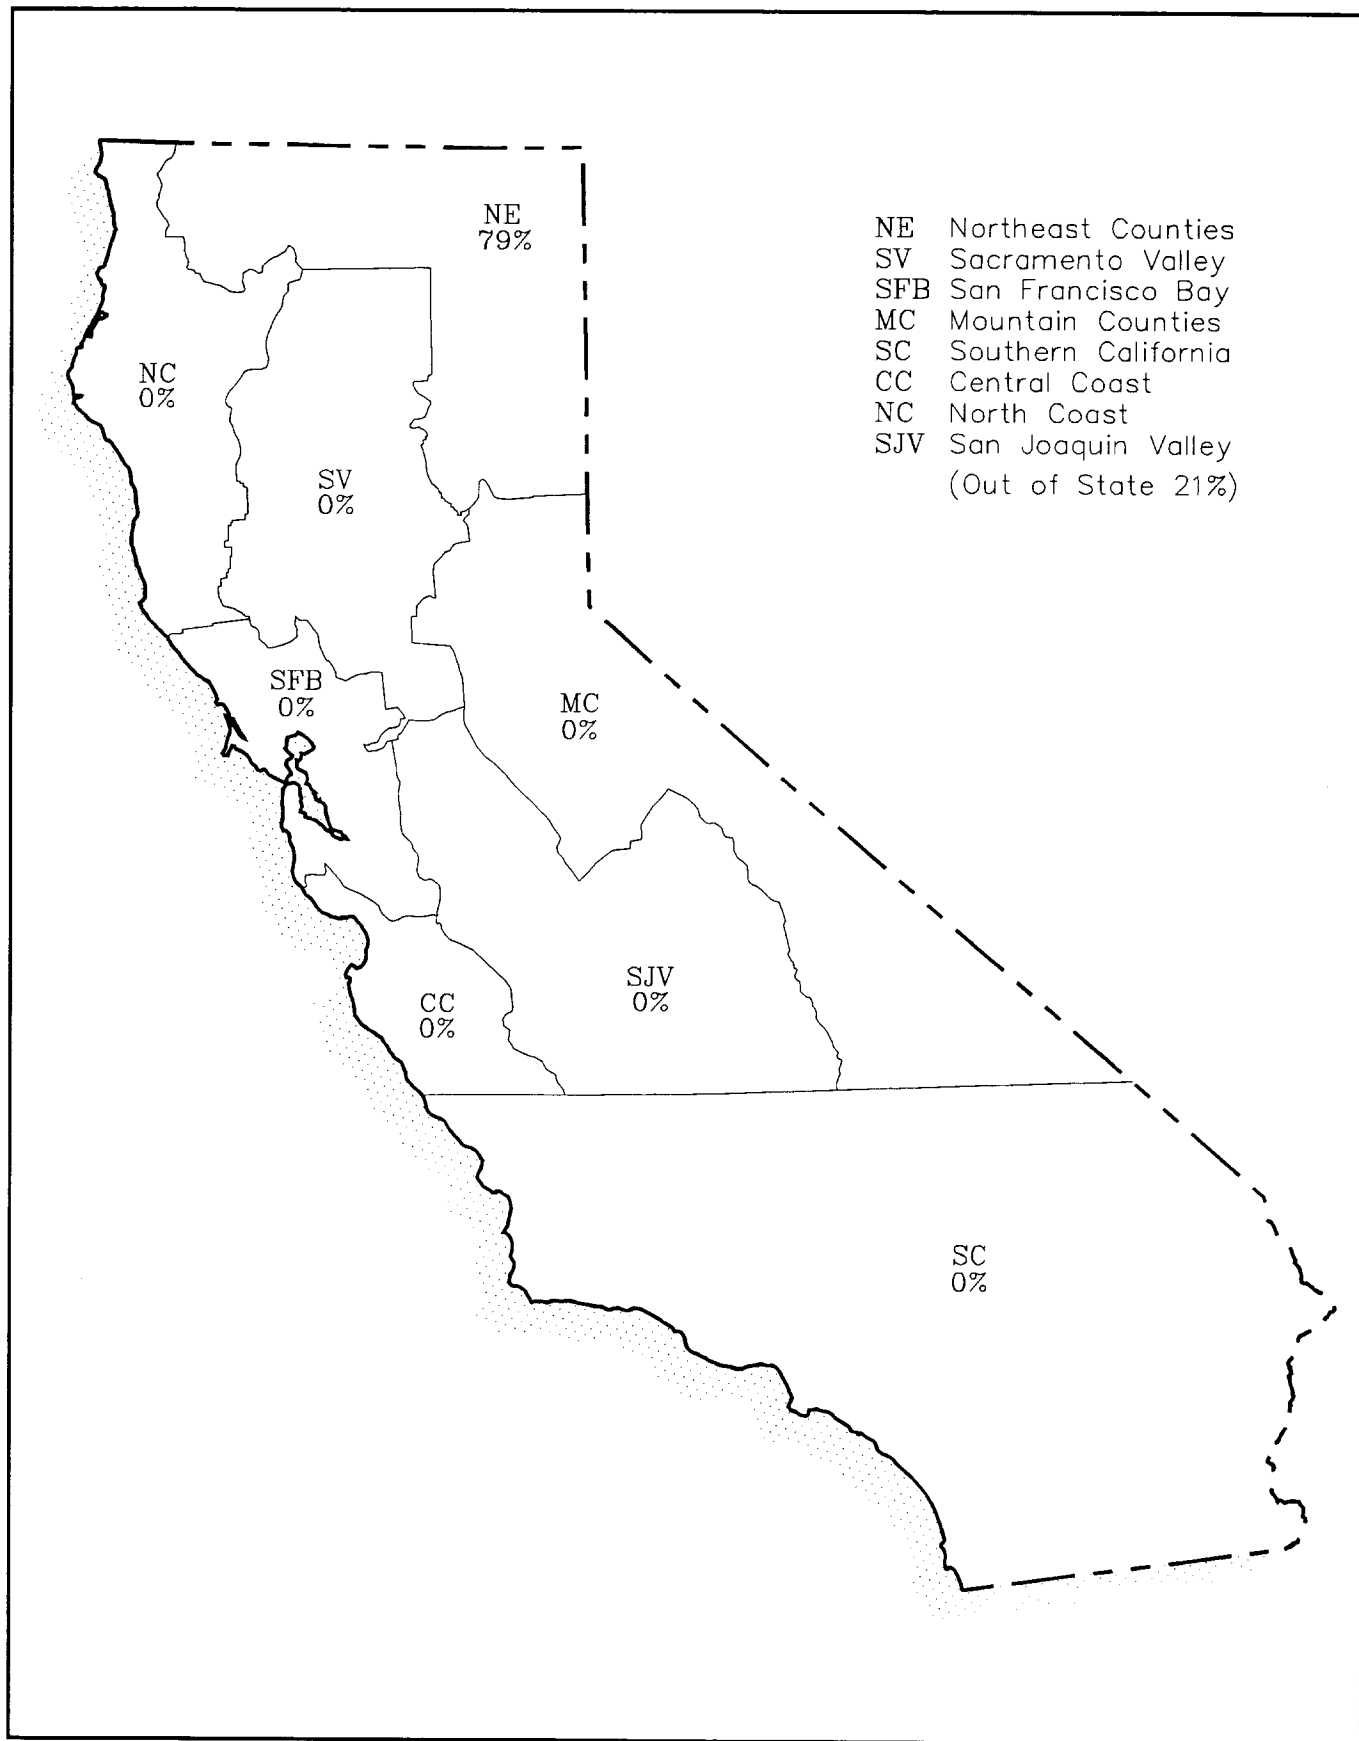 NE
79%
NE Northeast Counties
SV Sacramento Valley
SFB San Francisco Bay
MC Mountain Counties
SC Southern California
CC Central Coast
NC North Coast
SJV San Joaquin Valley
(Out of State 21%)
NC
0%
SV
0%
SFB
0%
MC
0%
SJV
0%
CC
0%
SC
0%